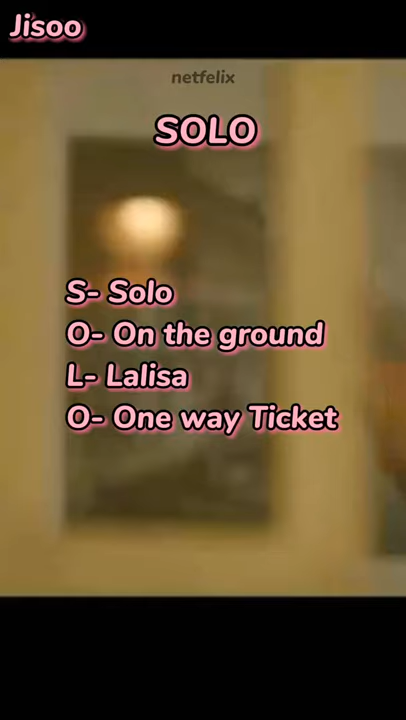 Jisoo
netfelix
SOLO
S- Solo
O- On the ground
L- Lalisa
O- One way Ticket